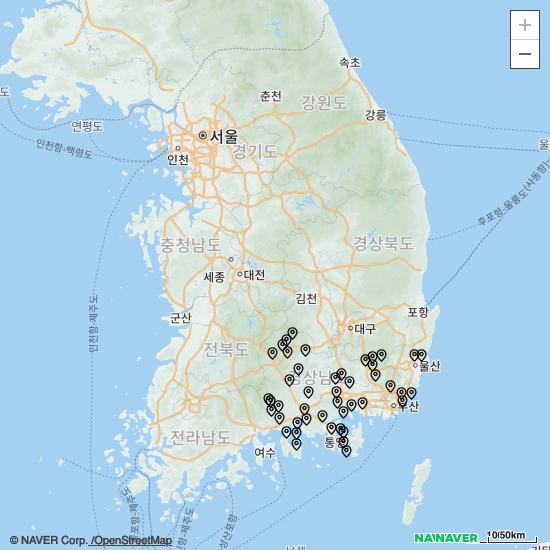 +
−
속초
춘천
강원도
강릉
도
연평도
서울
인천항-백령도
인천
경기도
울
후포항-울릉도(사동항)
충청남도
경상북도
세종
대전
김천
인천항-제주도
군산
포항
대구
전북도
경상남
울산
부산
전라남도
여수
통영
© NAVER Corp. /OpenStreetMap
NAVER
10/50km